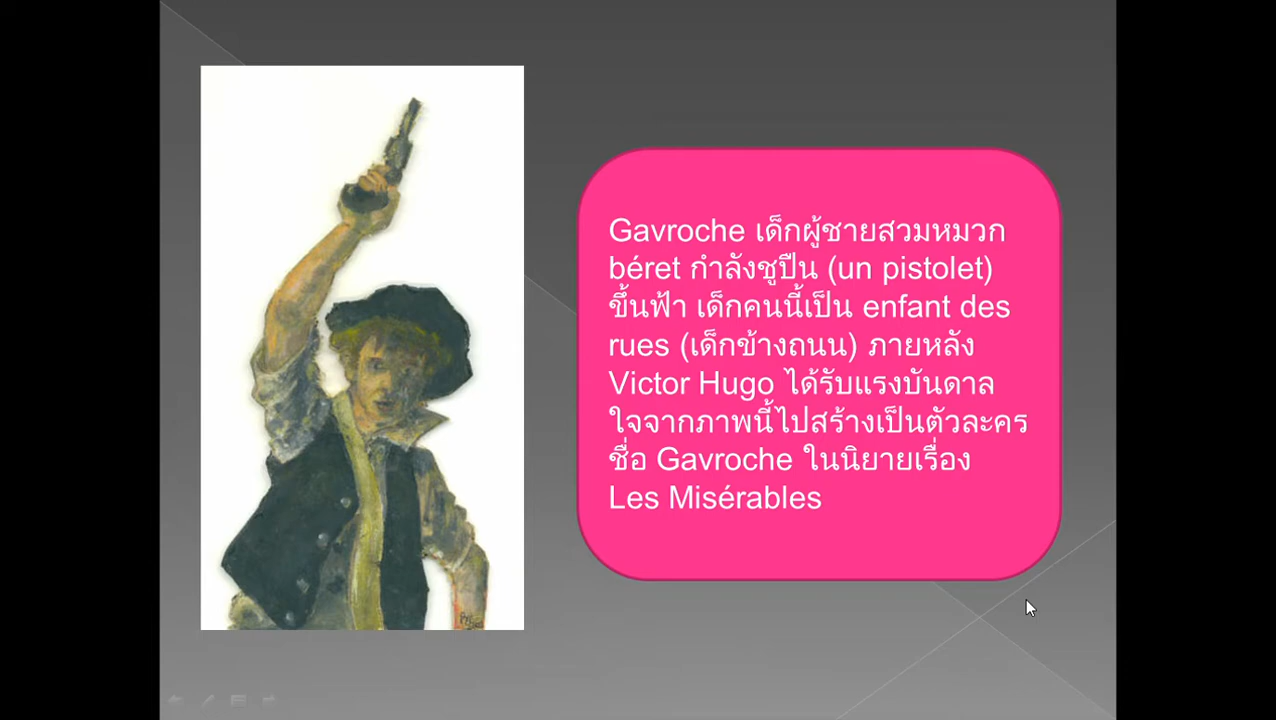 Gavroche เด็กผู้ชายสวมหมวก
béret กำลังชูปืน (un pistolet)
ขึ้นฟ้า เด็กคนนี้เป็น enfant des
rues (เด็กข้างถนน) ภายหลัง
Victor Hugo ได้รับแรงบันดาล
ใจจากภาพนี้ไปสร้างเป็นตัวละคร
ชื่อ Gavroche ในนิยายเรื่อง
Les Misérables